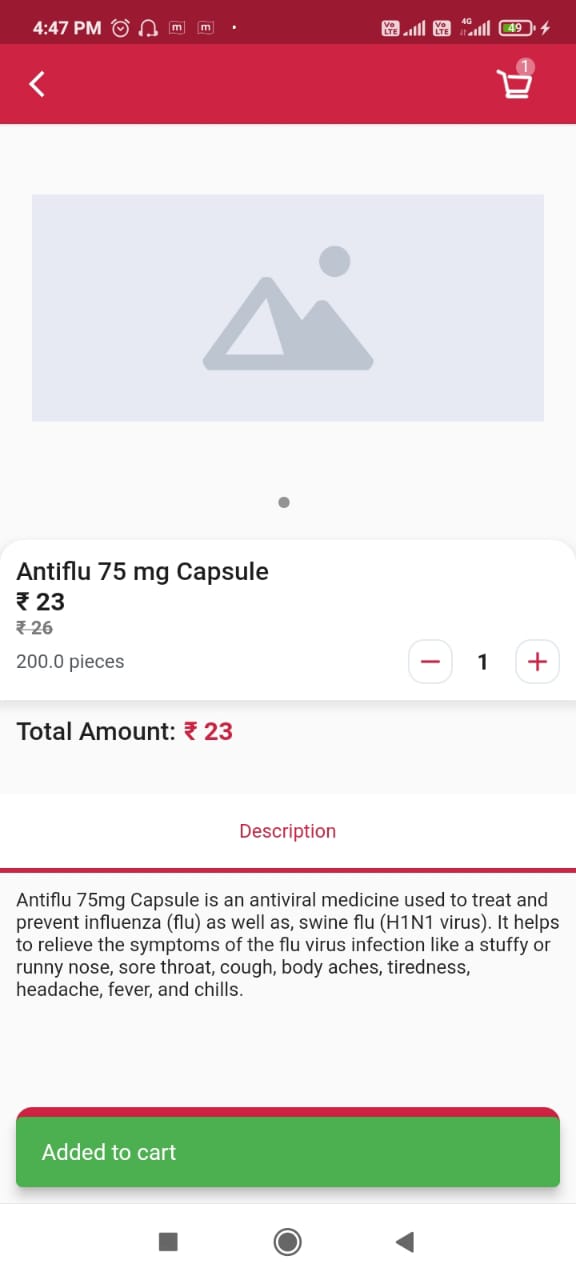 4:47 PM m m Vo LTE Vo LTE 4G 49
1
Antiflu 75 mg Capsule
₹ 23
₹ 26
200.0 pieces
1
Total Amount: ₹ 23
Description
Antiflu 75mg Capsule is an antiviral medicine used to treat and
prevent influenza (flu) as well as, swine flu (H1N1 virus). It helps
to relieve the symptoms of the flu virus infection like a stuffy or
runny nose, sore throat, cough, body aches, tiredness,
headache, fever, and chills.
Added to cart